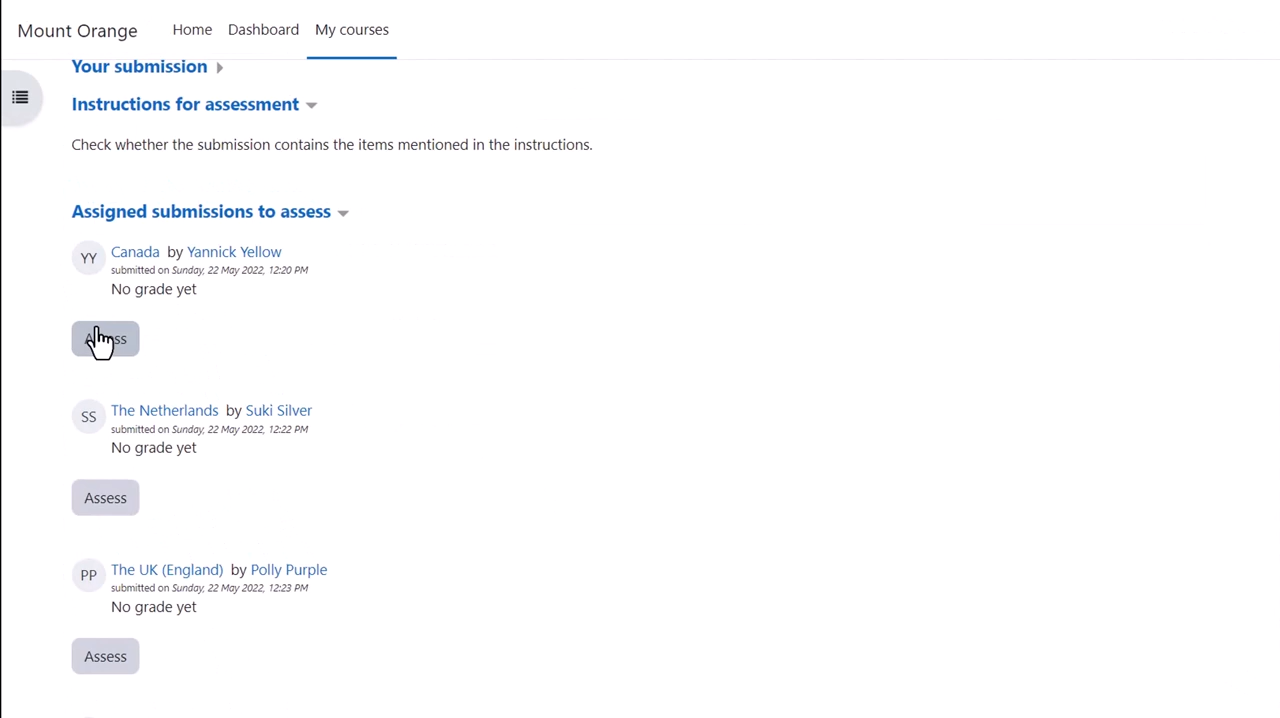 Mount Orange Home Dashboard My courses
Your submission
Instructions for assessment
Check whether the submission contains the items mentioned in the instructions.
Assigned submissions to assess
YY Canada by Yannick Yellow
submitted on Sunday, 22 May 2022, 12:20 PM
No grade yet
SS The Netherlands by Suki Silver
submitted on Sunday, 22 May 2022, 12:22 PM
No grade yet
Assess
PP The UK (England) by Polly Purple
submitted on Sunday, 22 May 2022, 12:23 PM
No grade yet
Assess